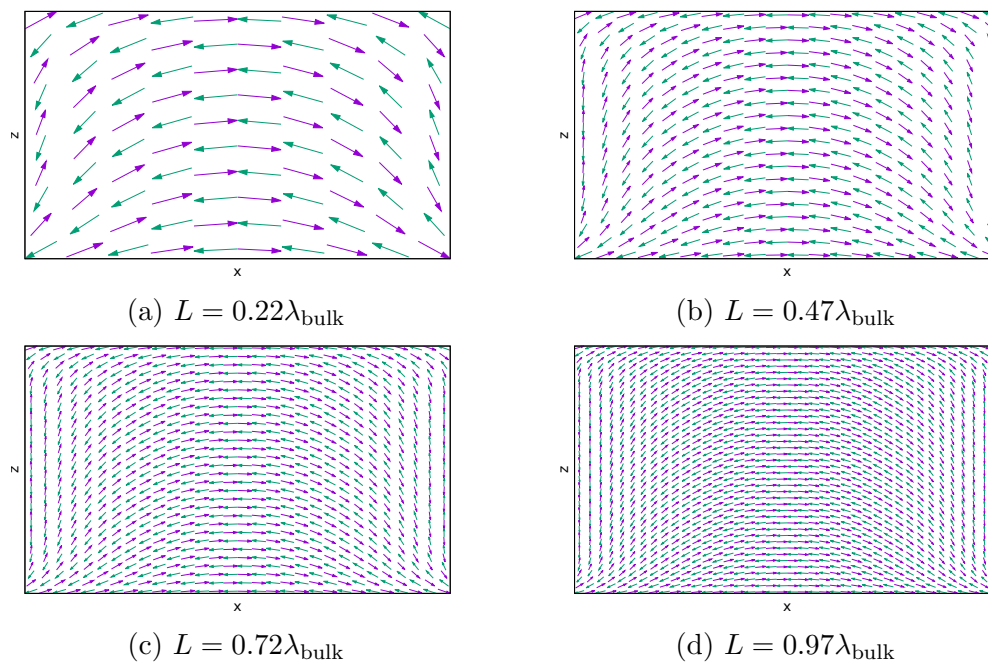 z
x
(a) L = 0.22λbulk
z
x
(b) L = 0.47λbulk
z
x
(c) L = 0.72λbulk
z
x
(d) L = 0.97λbulk